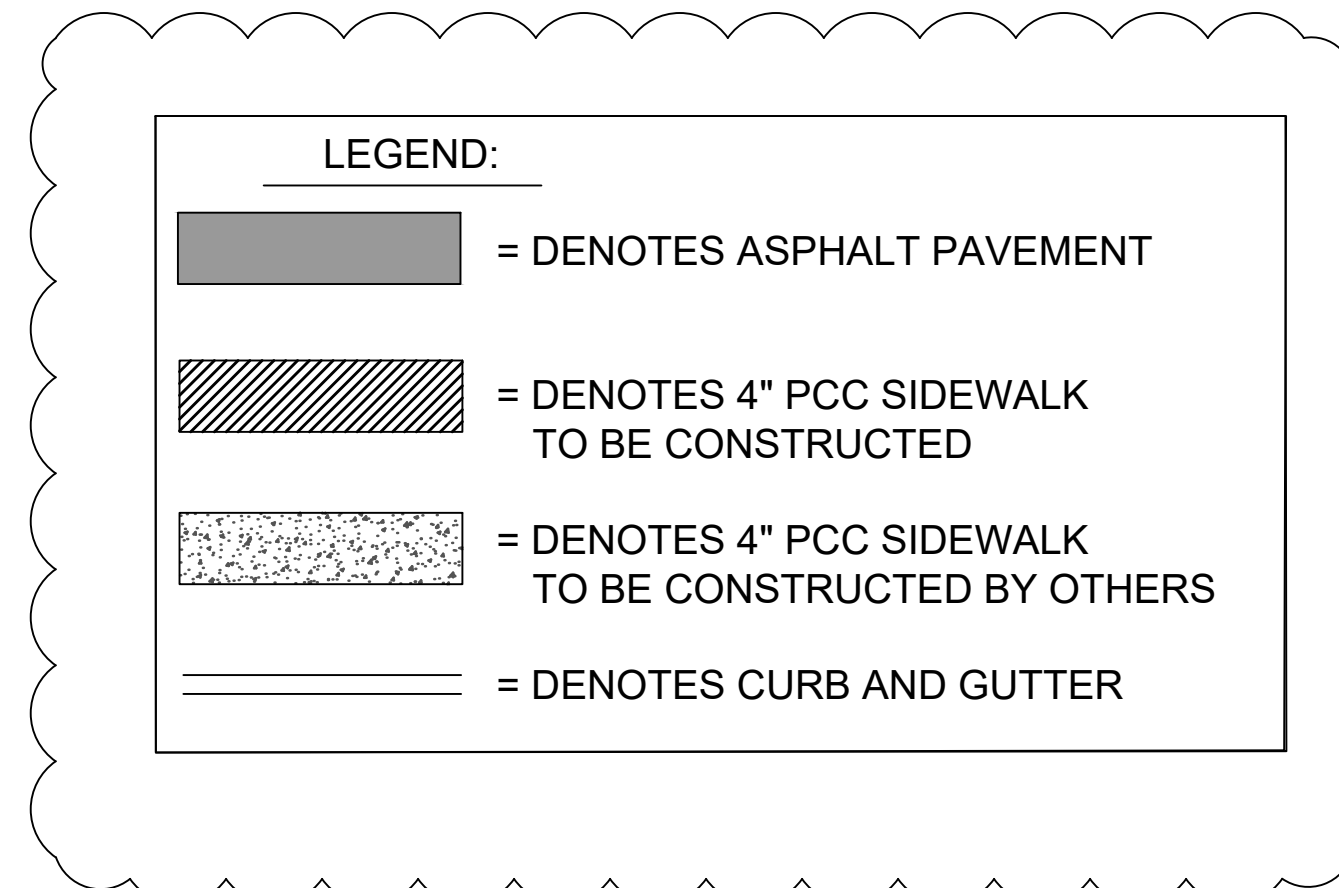 LEGEND:
= DENOTES ASPHALT PAVEMENT
= DENOTES 4" PCC SIDEWALK
TO BE CONSTRUCTED
= DENOTES 4" PCC SIDEWALK
TO BE CONSTRUCTED BY OTHERS
= DENOTES CURB AND GUTTER